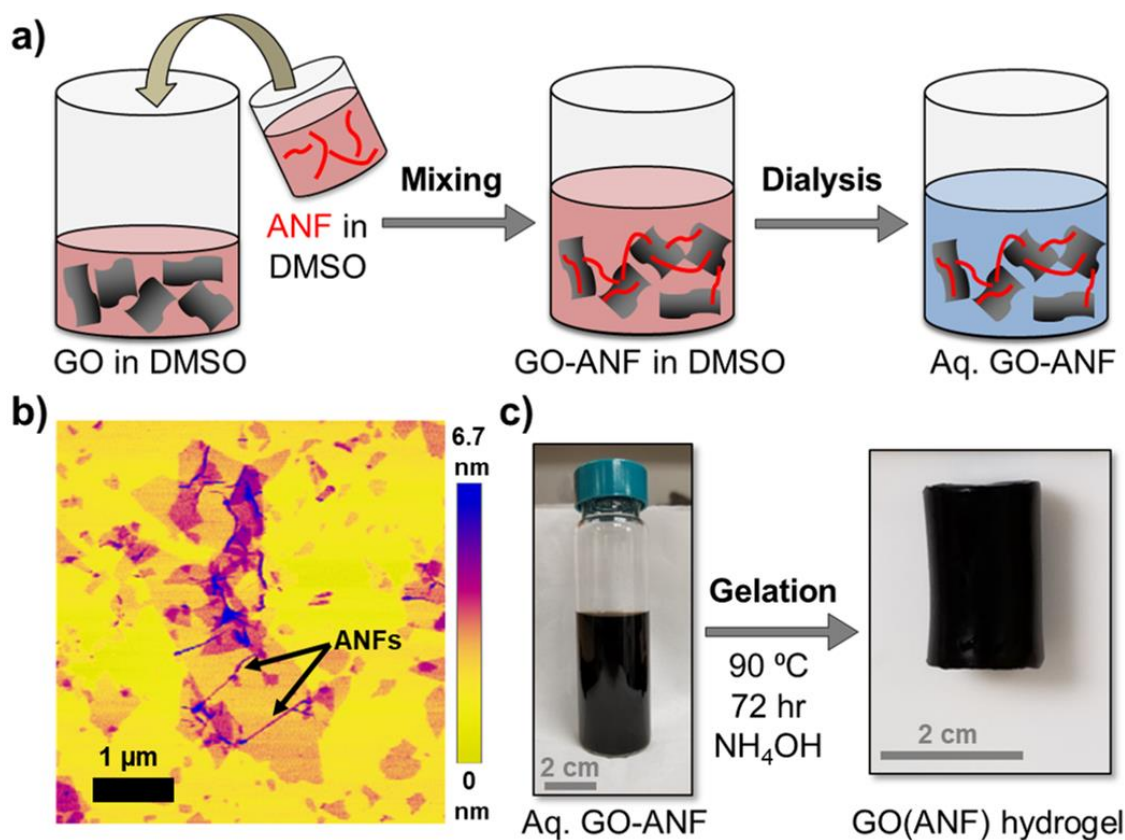 a)
ANF in
DMSO
Mixing
Dialysis
GO in DMSO
GO-ANF in DMSO
Aq. GO-ANF
b)
6.7
nm
ANFs
1 µm
0
nm
c)
Gelation
90 ºC
72 hr
NH₄OH
2 cm
2 cm
Aq. GO-ANF
GO(ANF) hydrogel